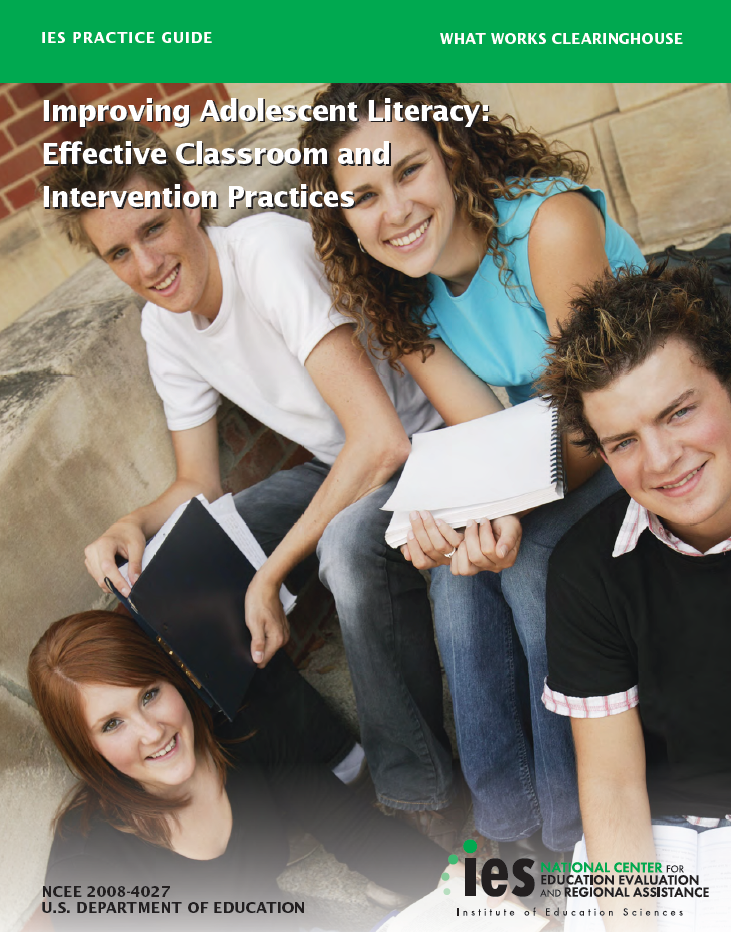 IES PRACTICE GUIDE
WHAT WORKS CLEARINGHOUSE
Improving Adolescent Literacy:
Effective Classroom and
Intervention Practices
NCEE 2008-4027
U.S. DEPARTMENT OF EDUCATION
ies
NATIONAL CENTER FOR
EDUCATION EVALUATION
AND REGIONAL ASSISTANCE
Institute of Education Sciences